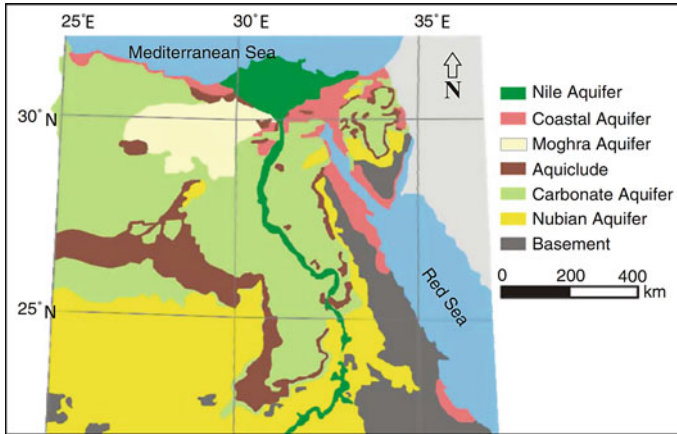 25°E
30°E
35°E
Mediterranean Sea
N
30°N
25°N
Red Sea
Nile Aquifer
Coastal Aquifer
Moghra Aquifer
Aquiclude
Carbonate Aquifer
Nubian Aquifer
Basement
0 200 400
km